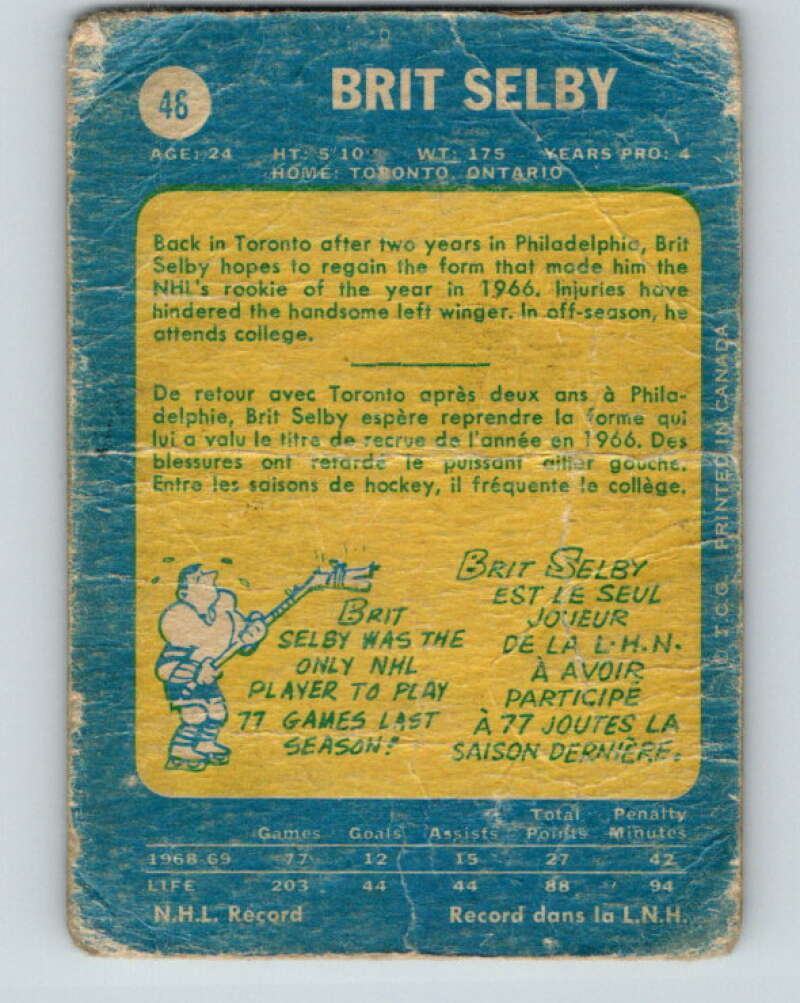 46
BRIT SELBY
AGE: 24 HT: 5'10" WT: 175 YEARS PRO: 4
HOME: TORONTO, ONTARIO
Back in Toronto after two years in Philadelphia, Brit
Selby hopes to regain the form that made him the
NHL's rookie of the year in 1966. Injuries have
hindered the handsome left winger. In off-season, he
attends college.
De retour avec Toronto après deux ans à Phila-
delphie, Brit Selby espère reprendre la forme qui
lui a valu le titre de recrue de l'année en 1966. Des
blessures ont retardé le puissant ailier gauche.
Entre les saisons de hockey, il fréquente le collège.
BRIT
SELBY WAS THE
ONLY NHL
PLAYER TO PLAY
77 GAMES LAST
SEASON!
BRIT SELBY
EST LE SEUL
JOUEUR
DE LA L.H.N.
À AVOIR
PARTICIPÉ
À 77 JOUTES LA
SAISON DERNIÈRE.
© T.C.G. PRINTED IN CANADA
Games Goals Assists Total Points Penalty Minutes
1968-69 77 12 15 27 42
LIFE 203 44 44 88 94
N.H.L. Record Record dans la L.N.H.